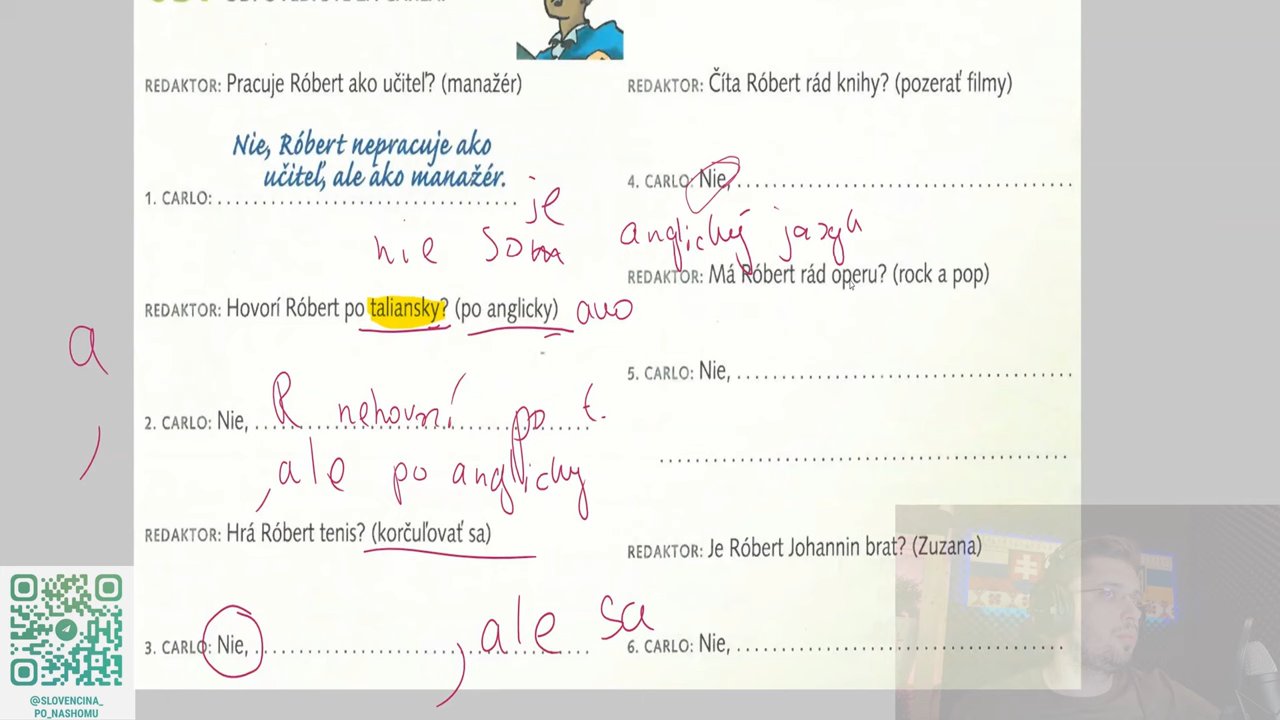 REDAKTOR: Pracuje Róbert ako učiteľ? (manažér)
Nie, Róbert nepracuje ako
učiteľ, ale ako manažér.
1. CARLO:
je
nie som
REDAKTOR: Hovorí Róbert po taliansky? (po anglicky) ano
a
,
2. CARLO: Nie, R nehovorí po t.
, ale po anglicky
REDAKTOR: Hrá Róbert tenis? (korčuľovať sa)
3. CARLO: Nie, , ale sa
REDAKTOR: Číta Róbert rád knihy? (pozerať filmy)
4. CARLO: Nie,
anglický jazyk
REDAKTOR: Má Róbert rád operu? (rock a pop)
5. CARLO: Nie,
REDAKTOR: Je Róbert Johannin brat? (Zuzana)
6. CARLO: Nie,
@SLOVENCINA_
PO_NASHOMU